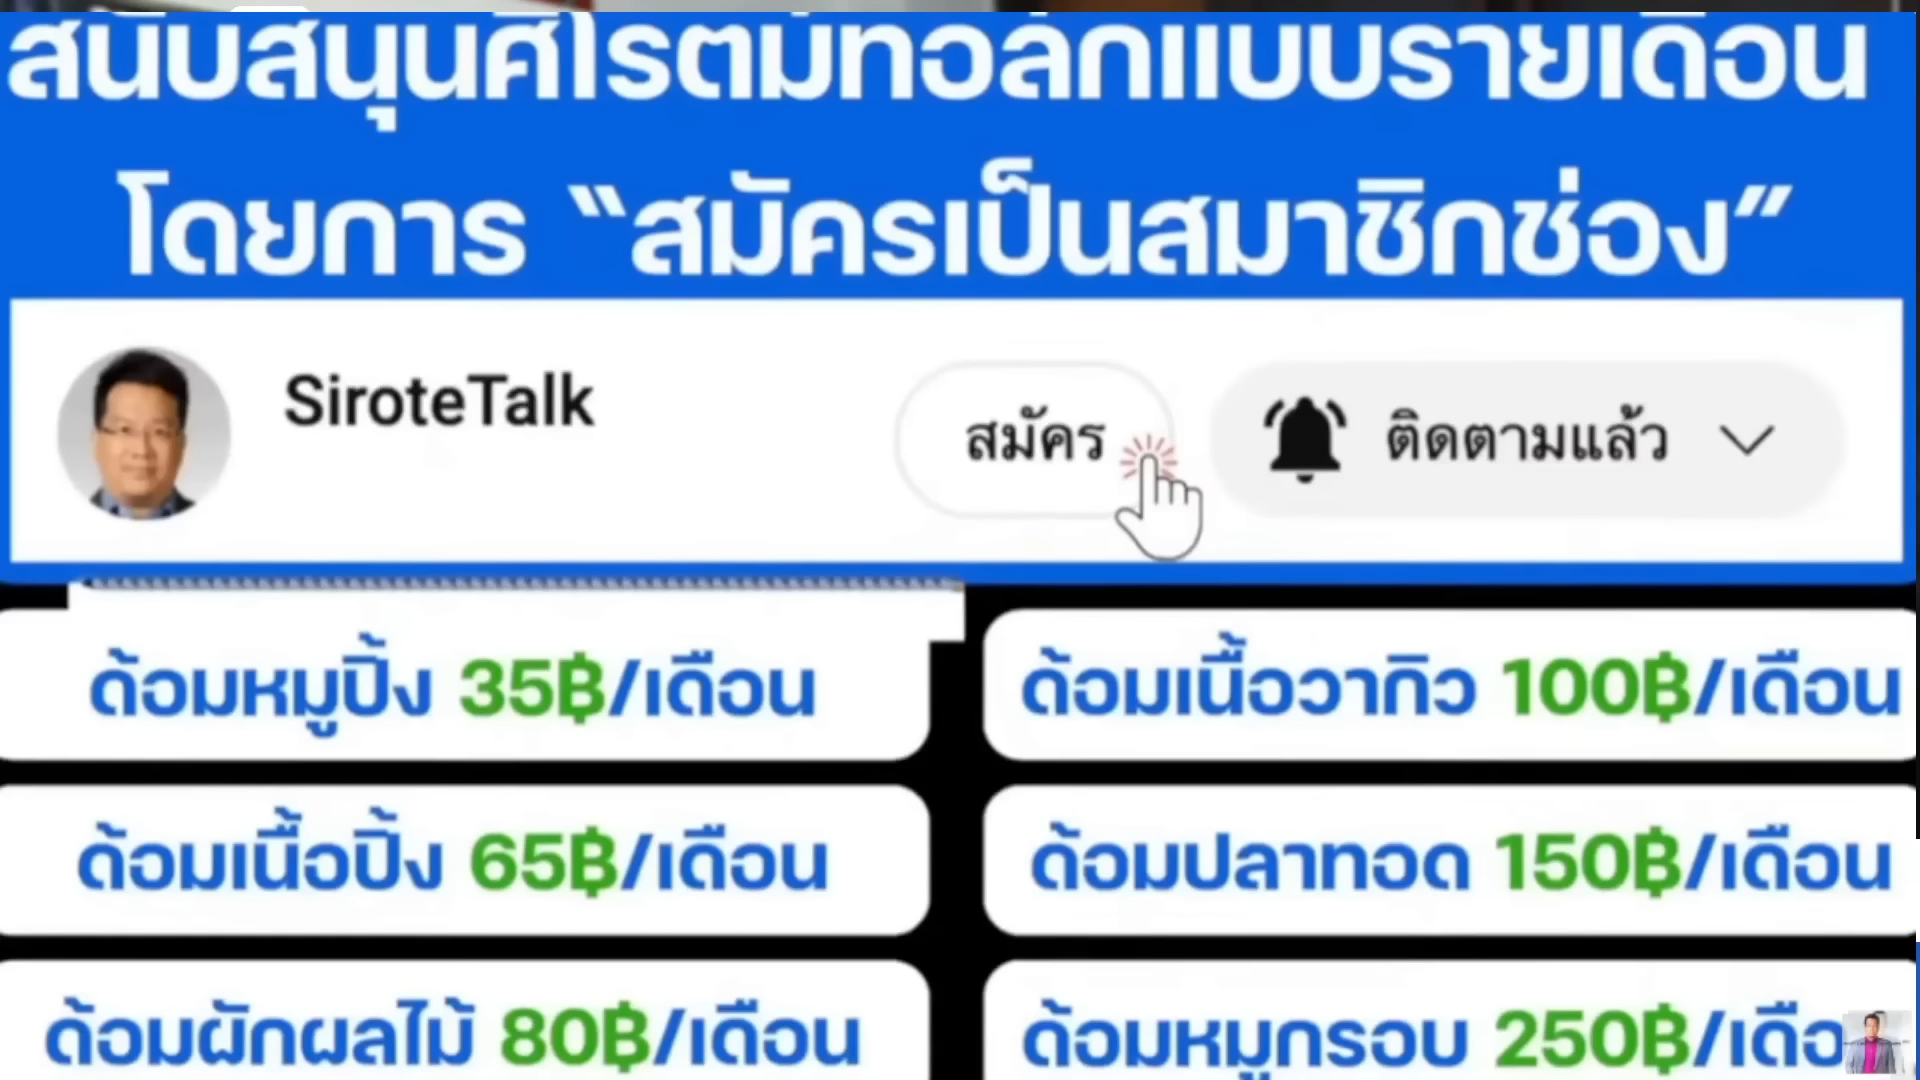 สนับสนุนศิโรตม์ทอล์กแบบรายเดือน
โดยการ “สมัครเป็นสมาชิกช่อง”
SiroteTalk
สมัคร
ติดตามแล้ว
ด้อมหมูปิ้ง 35฿/เดือน
ด้อมเนื้อวากิว 100฿/เดือน
ด้อมเนื้อปิ้ง 65฿/เดือน
ด้อมปลาทอด 150฿/เดือน
ด้อมผักผลไม้ 80฿/เดือน
ด้อมหมูกรอบ 250฿/เดือ